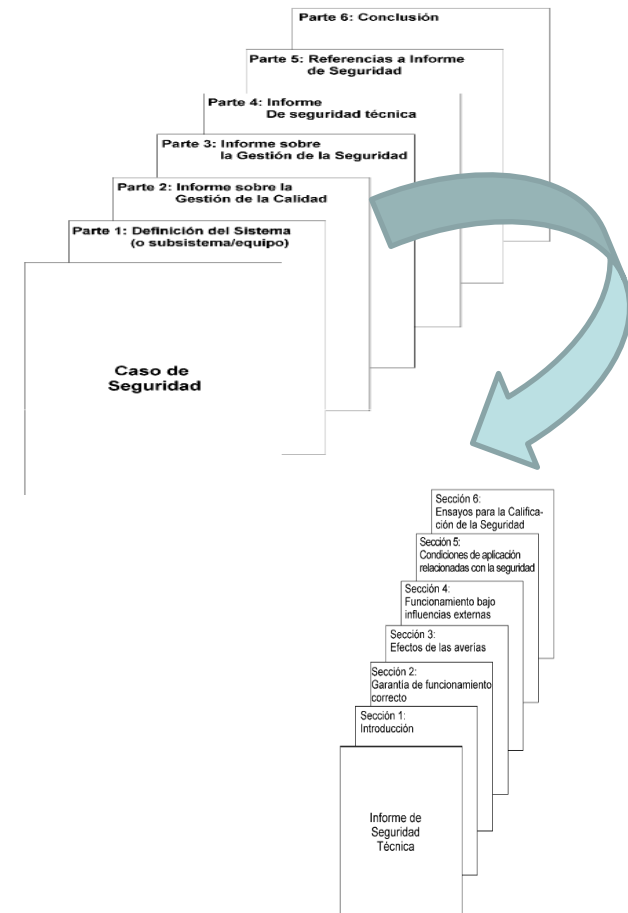 Parte 6: Conclusión
Parte 5: Referencias a Informe
de Seguridad
Parte 4: Informe
De seguridad técnica
Parte 3: Informe sobre
la Gestión de la Seguridad
Parte 2: Informe sobre la
Gestión de la Calidad
Parte 1: Definición del Sistema
(o subsistema/equipo)
Caso de
Seguridad
Sección 6:
Ensayos para la Califica-
ción de la Seguridad
Sección 5:
Condiciones de aplicación
relacionadas con la seguridad
Sección 4:
Funcionamiento bajo
influencias externas
Sección 3:
Efectos de las averías
Sección 2:
Garantía de funcionamiento
correcto
Sección 1:
Introducción
Informe de
Seguridad
Técnica